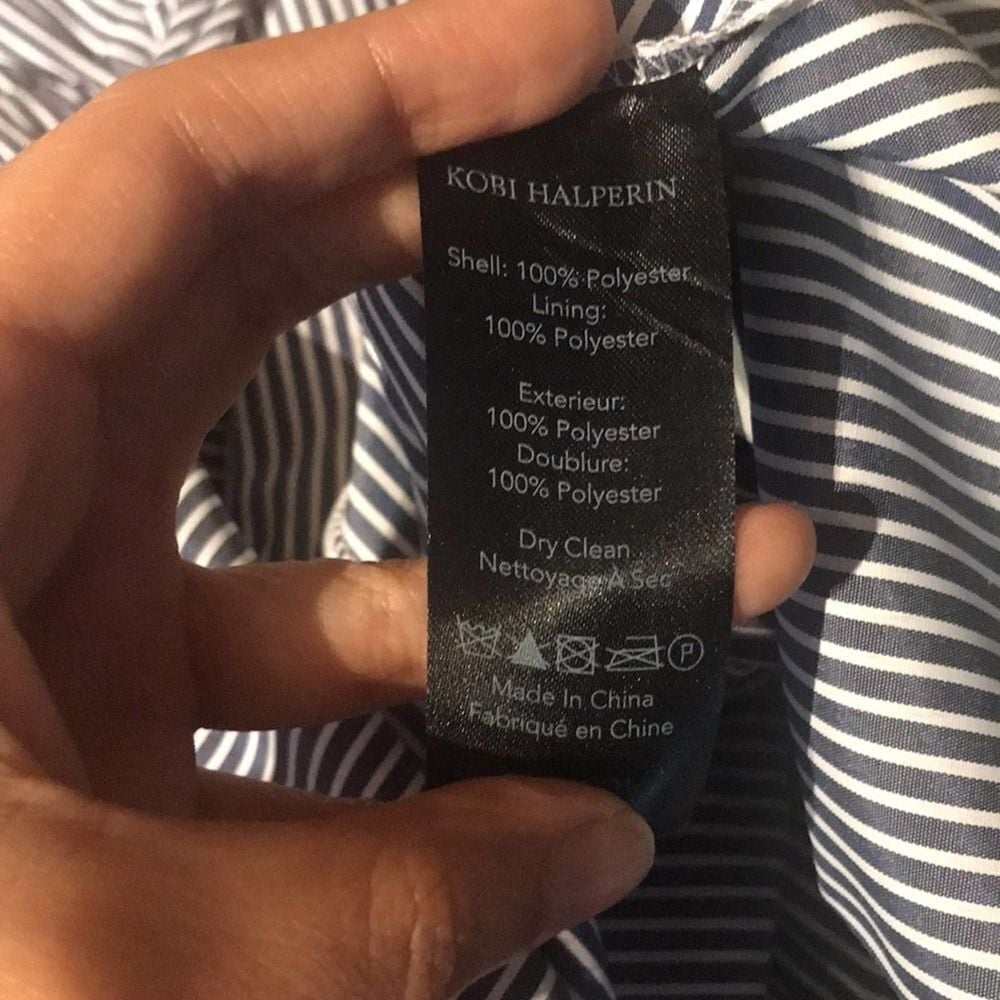 KOBI HALPERIN
Shell: 100% Polyester
Lining:
100% Polyester
Exterieur:
100% Polyester
Doublure:
100% Polyester
Dry Clean
Nettoyage À Sec
P
Made In China
Fabriqué en Chine